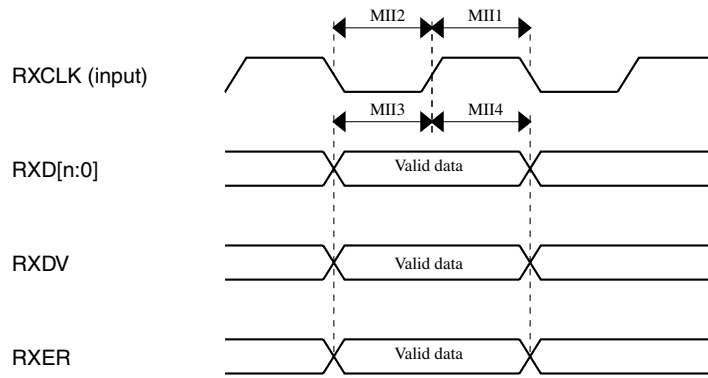 MII2 MII1
RXCLK (input)
MII3 MII4
RXD[n:0] Valid data
RXDV Valid data
RXER Valid data